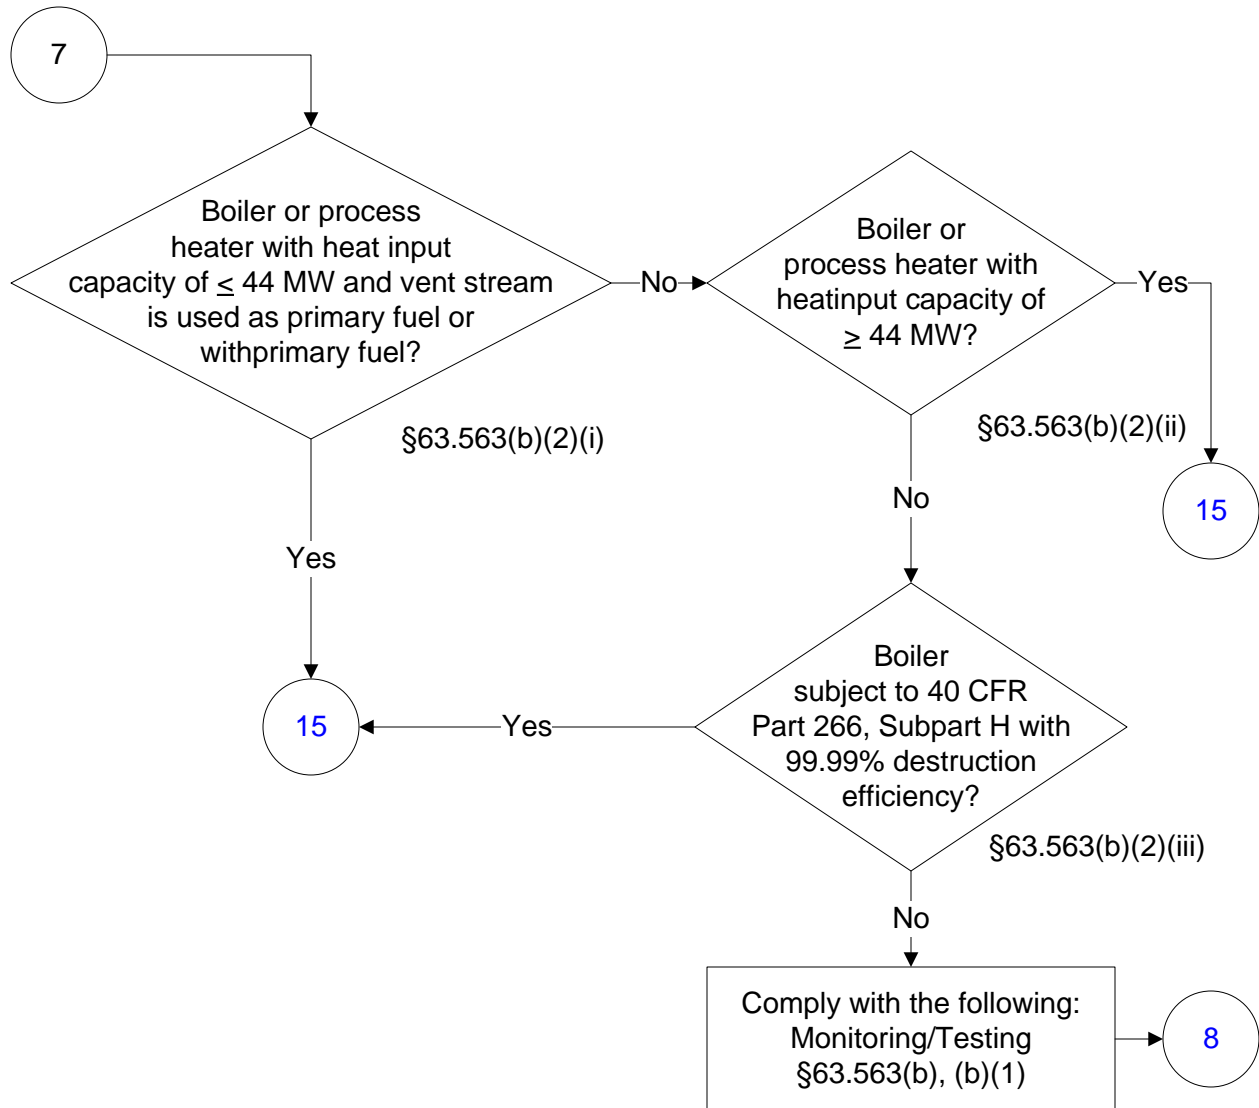 7
Boiler or process
heater with heat input
capacity of ≤ 44 MW and vent stream
is used as primary fuel or
withprimary fuel?
No
Boiler or
process heater with
heatinput capacity of
≥ 44 MW?
Yes
§63.563(b)(2)(i)
§63.563(b)(2)(ii)
15
No
Yes
Boiler
subject to 40 CFR
Part 266, Subpart H with
99.99% destruction
efficiency?
Yes
15
§63.563(b)(2)(iii)
No
Comply with the following:
Monitoring/Testing
§63.563(b), (b)(1)
8